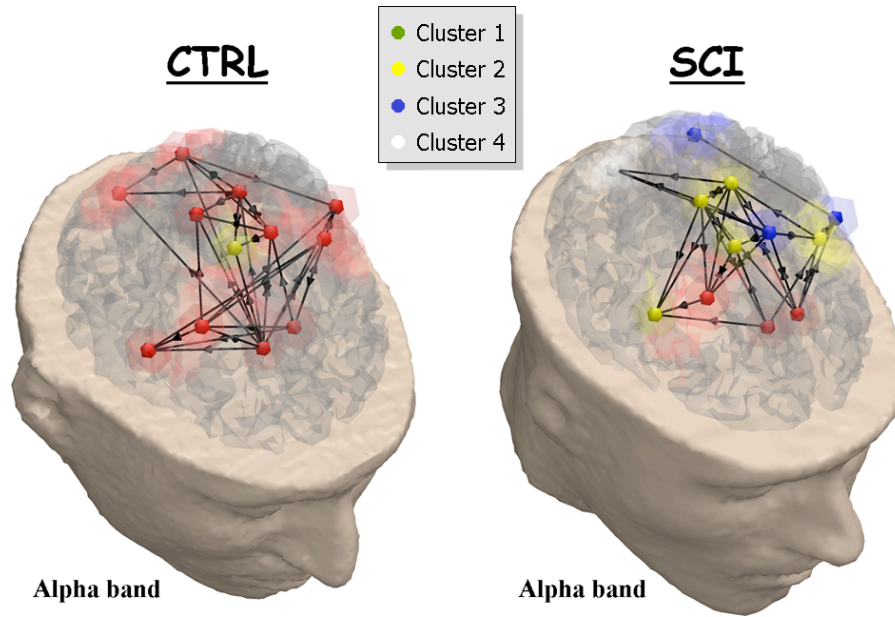 CTRL
SCI
Cluster 1
Cluster 2
Cluster 3
Cluster 4
Alpha band
Alpha band